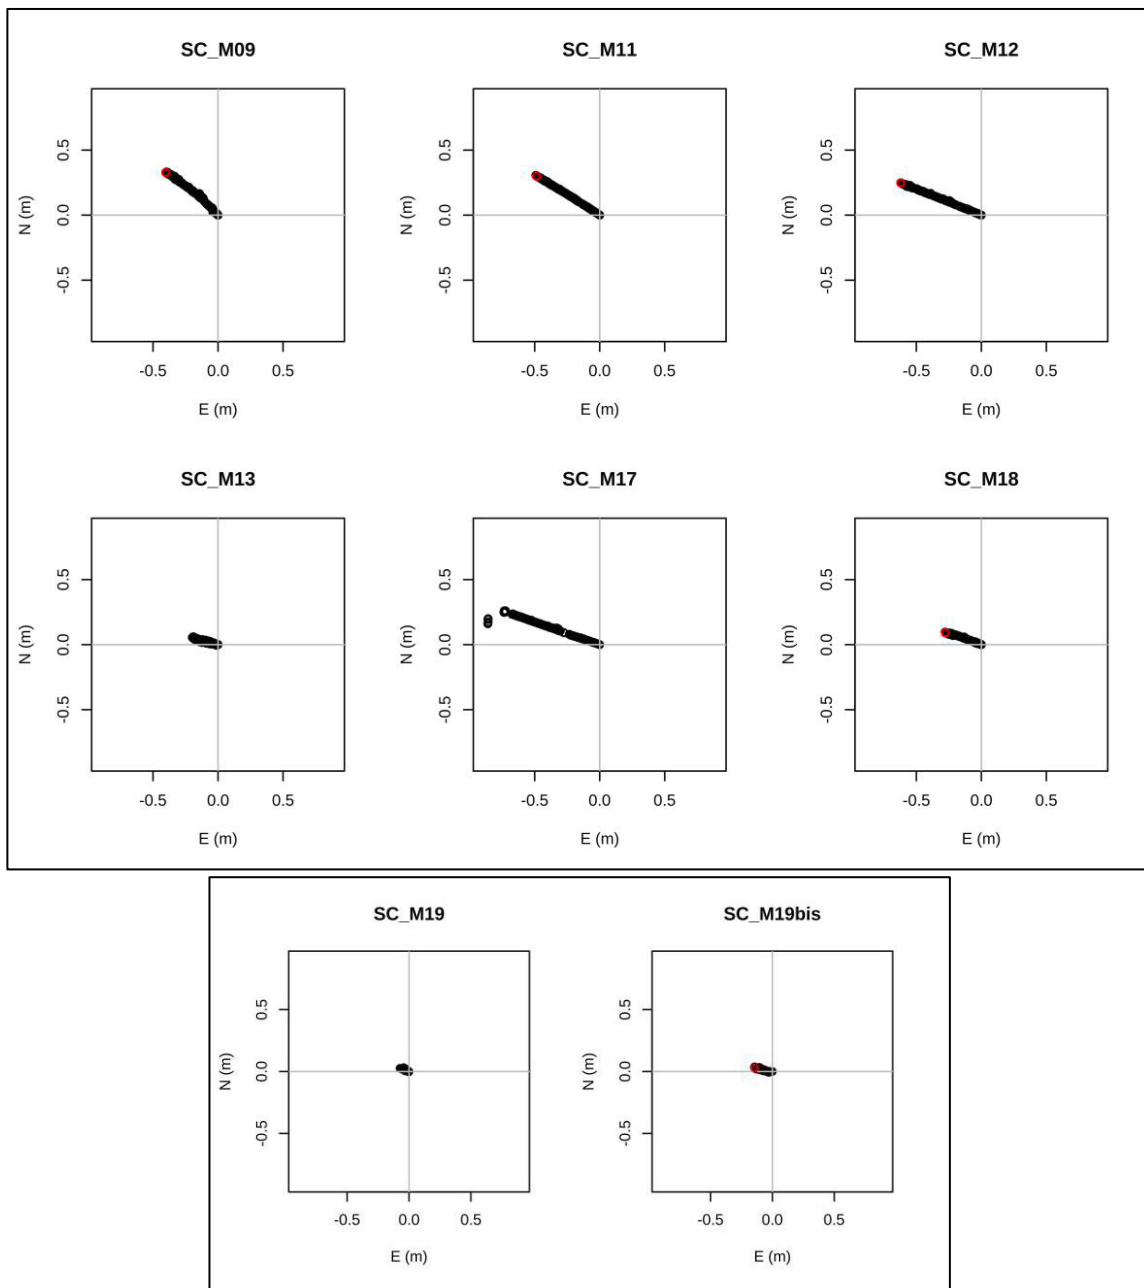 SC_M09 SC_M11 SC_M12
0.5 0.5 0.5
N (m) N (m) N (m)
0.0 0.0 0.0
-0.5 -0.5 -0.5
-0.5 0.0 0.5 -0.5 0.0 0.5 -0.5 0.0 0.5
E (m) E (m) E (m)
SC_M13 SC_M17 SC_M18
0.5 0.5 0.5
N (m) N (m) N (m)
0.0 0.0 0.0
-0.5 -0.5 -0.5
-0.5 0.0 0.5 -0.5 0.0 0.5 -0.5 0.0 0.5
E (m) E (m) E (m)
SC_M19 SC_M19bis
0.5 0.5
N (m) N (m)
0.0 0.0
-0.5 -0.5
-0.5 0.0 0.5 -0.5 0.0 0.5
E (m) E (m)